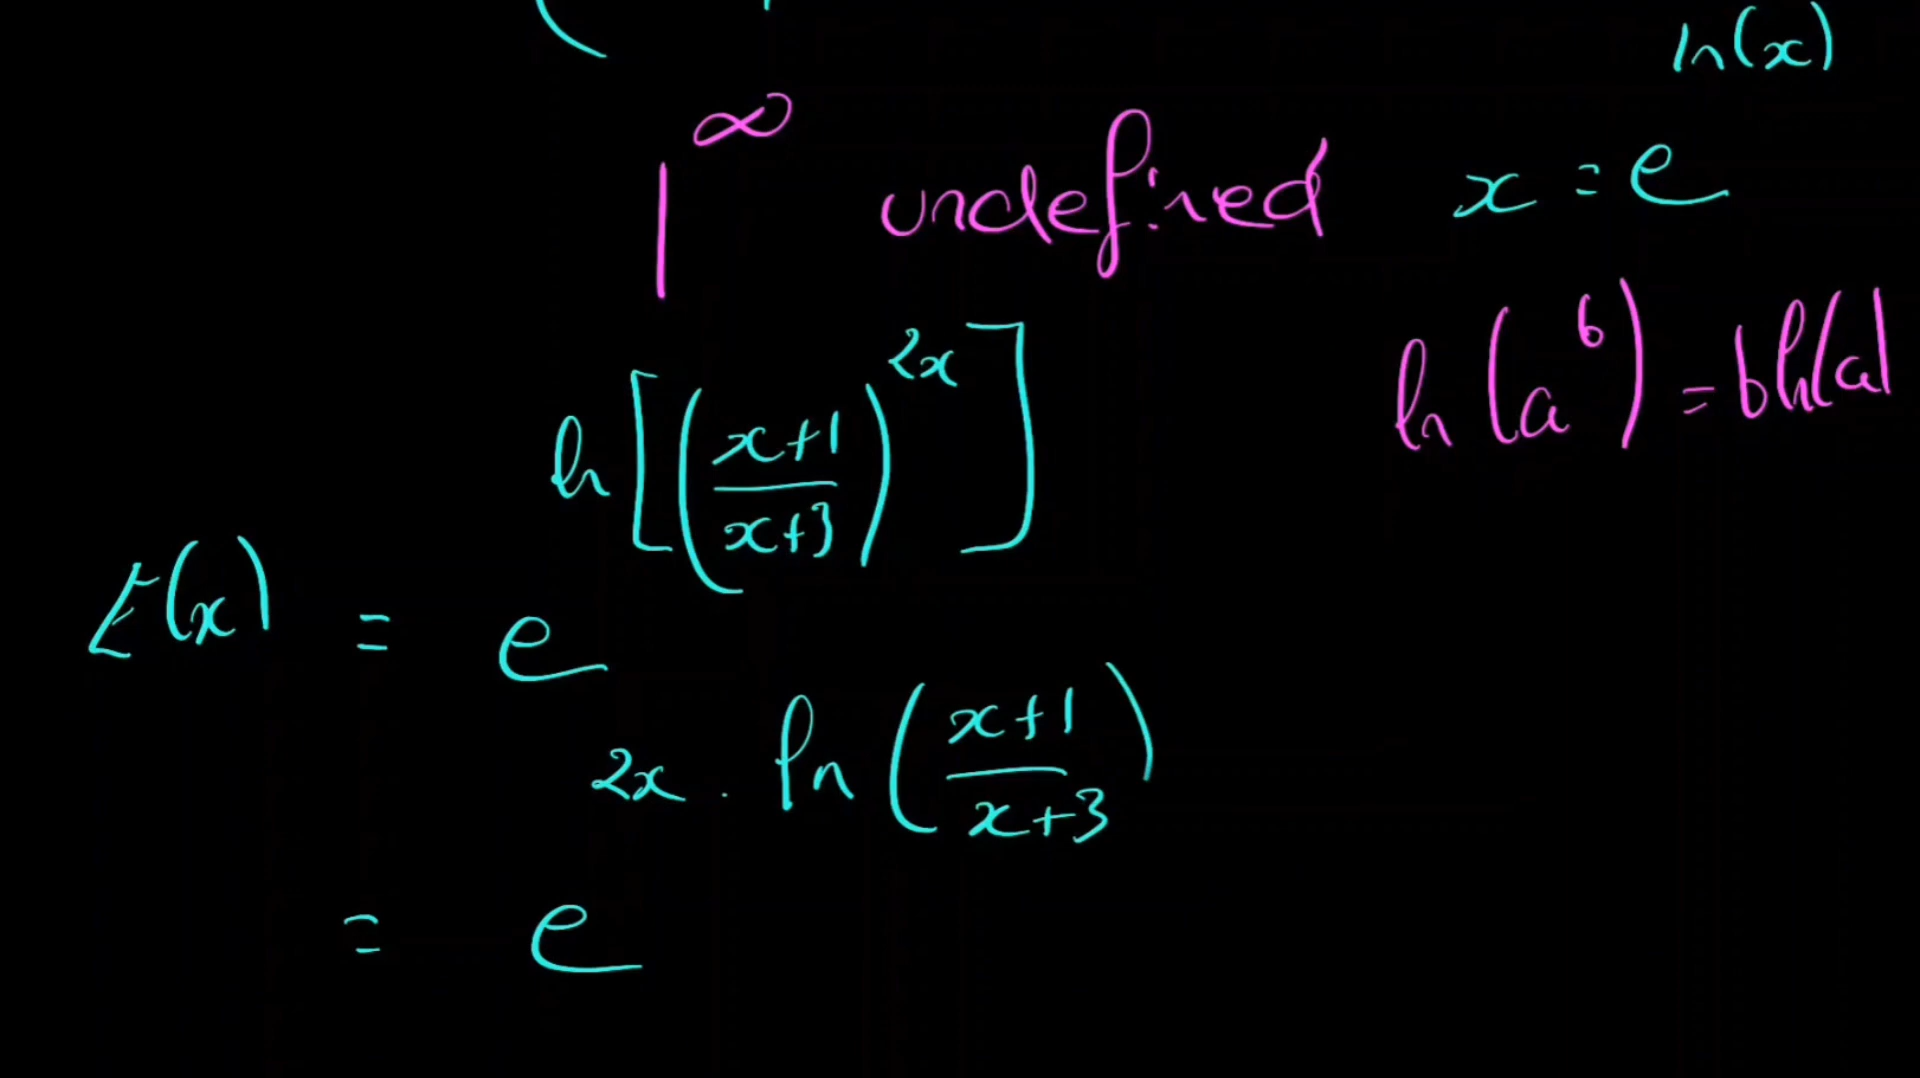 ln(x)
1^∞ undefined x = e
ln(a^b) = b ln(a)
ln[((x+1)/(x+3))^2x]
E(x) = e
2x . ln((x+1)/(x+3))
= e